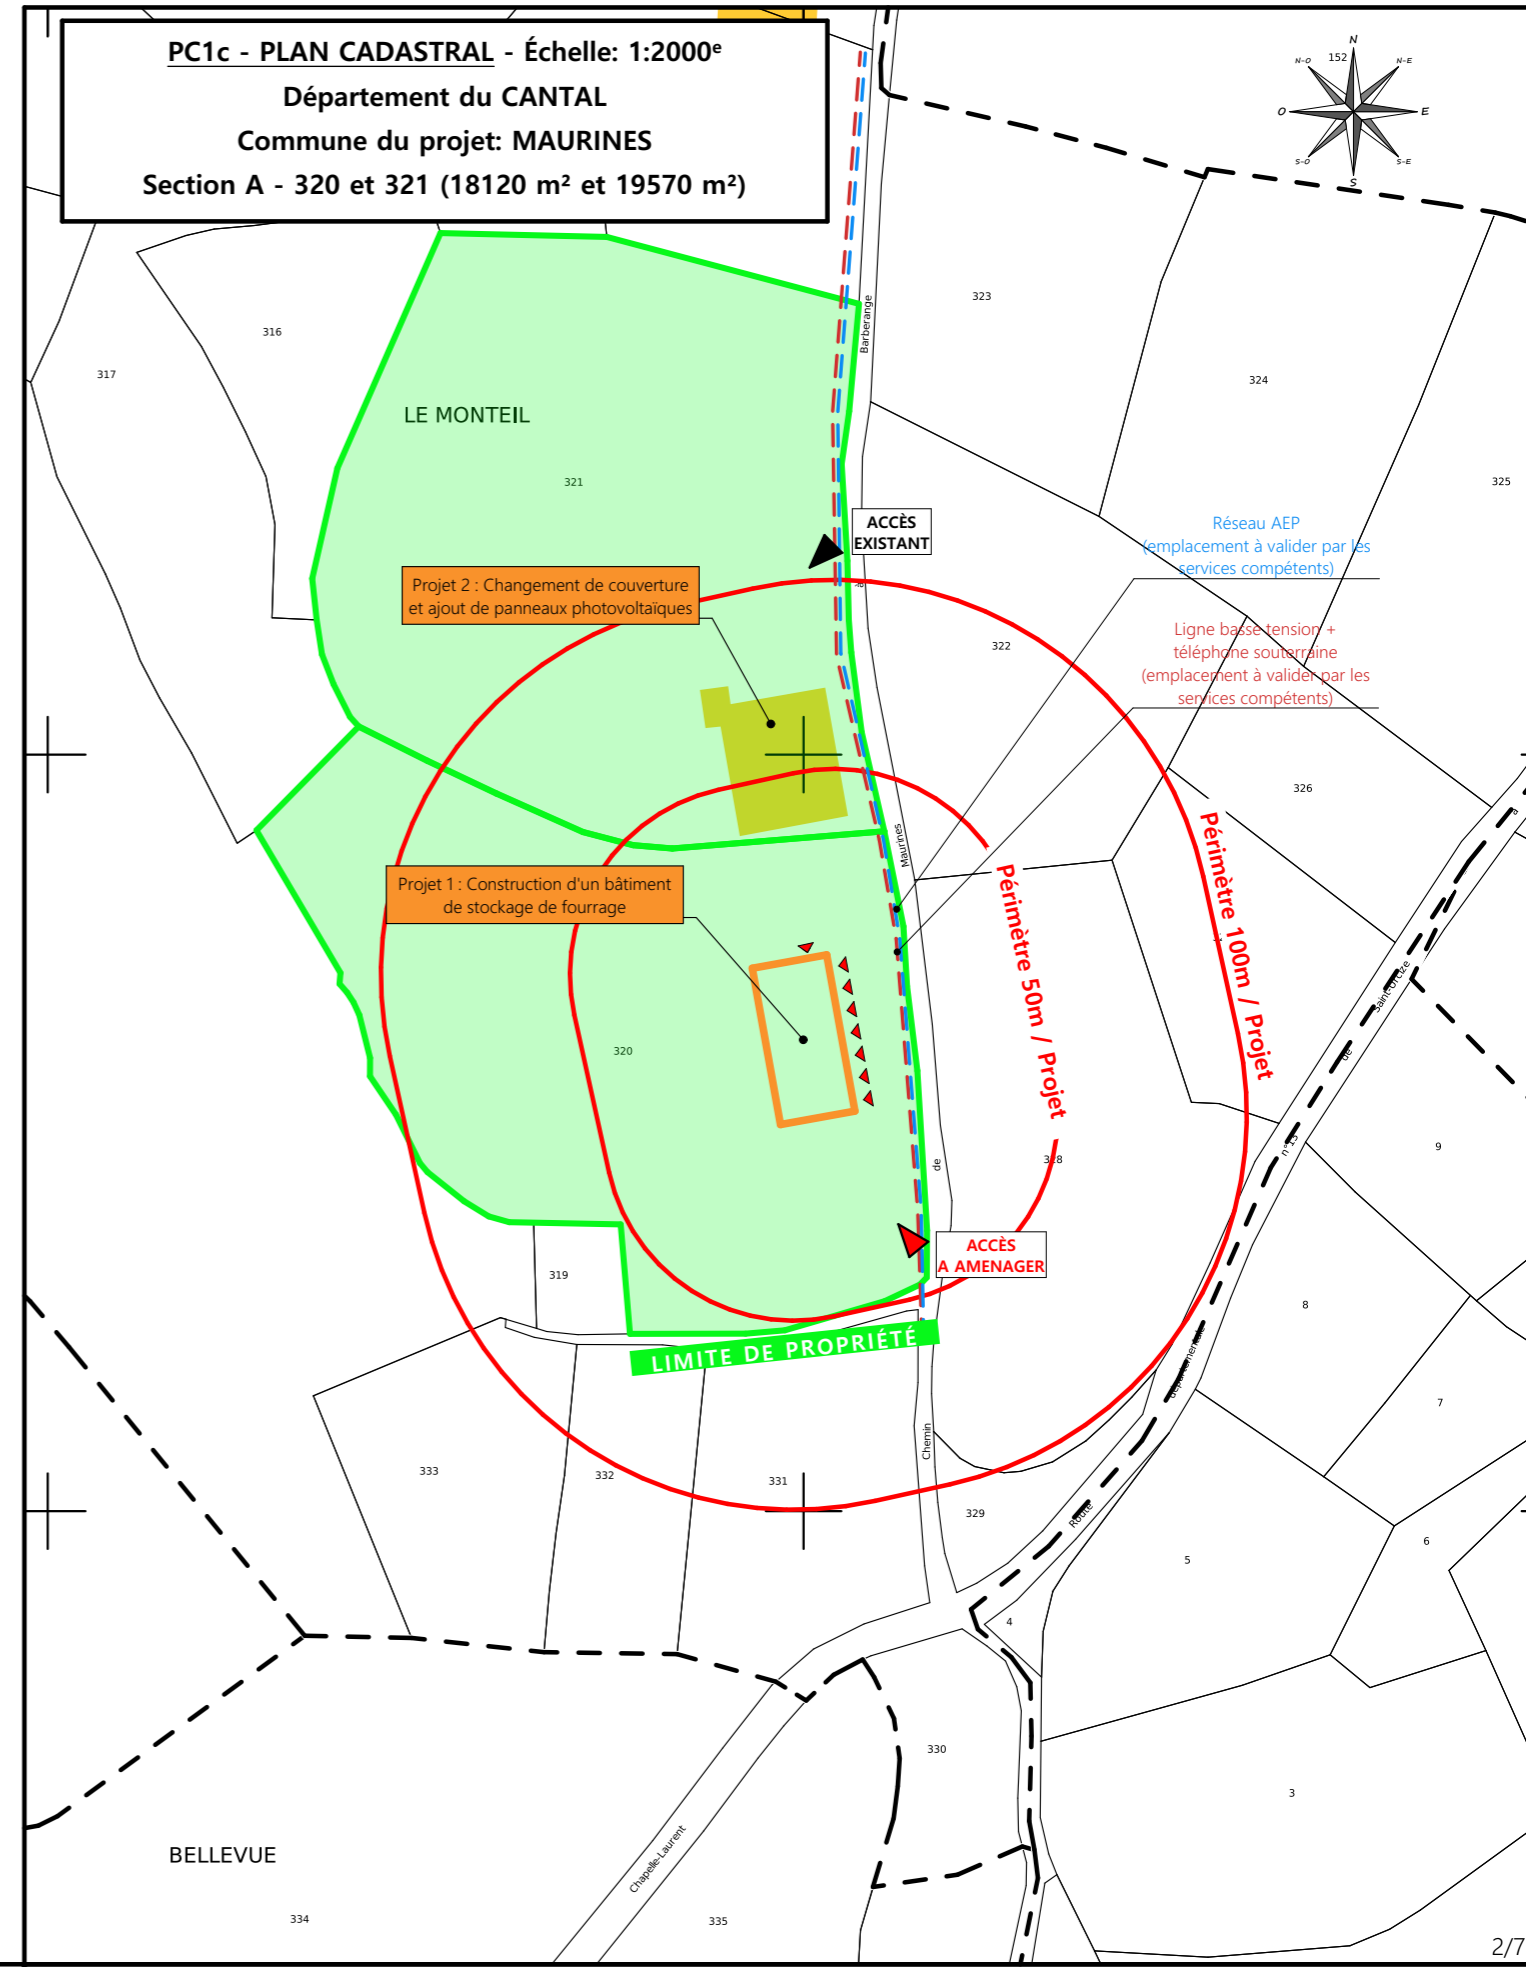 PC1c - PLAN CADASTRAL - Échelle: 1:2000ᵉ
Département du CANTAL
Commune du projet: MAURINES
Section A - 320 et 321 (18120 m² et 19570 m²)
N
152
N-O
N-E
O
E
S-O
S-E
S
Barberange
323
316
317
324
LE MONTEIL
321
325
ACCÈS
EXISTANT
Réseau AEP
(emplacement à valider par les
services compétents)
Projet 2 : Changement de couverture
et ajout de panneaux photovoltaïques
Ligne basse tension +
téléphone souterraine
(emplacement à valider par les
services compétents)
322
326
Maurines
Périmètre 50m / Projet
Périmètre 100m / Projet
Projet 1 : Construction d'un bâtiment
de stockage de fourrage
320
Saint-Urcize
de
n°13
9
de
328
ACCÈS
A AMENAGER
319
8
départementale
LIMITE DE PROPRIÉTÉ
7
Chemin
333
332
331
329
Route
6
5
4
330
3
BELLEVUE
Chapelle-Laurent
334
335
2/7